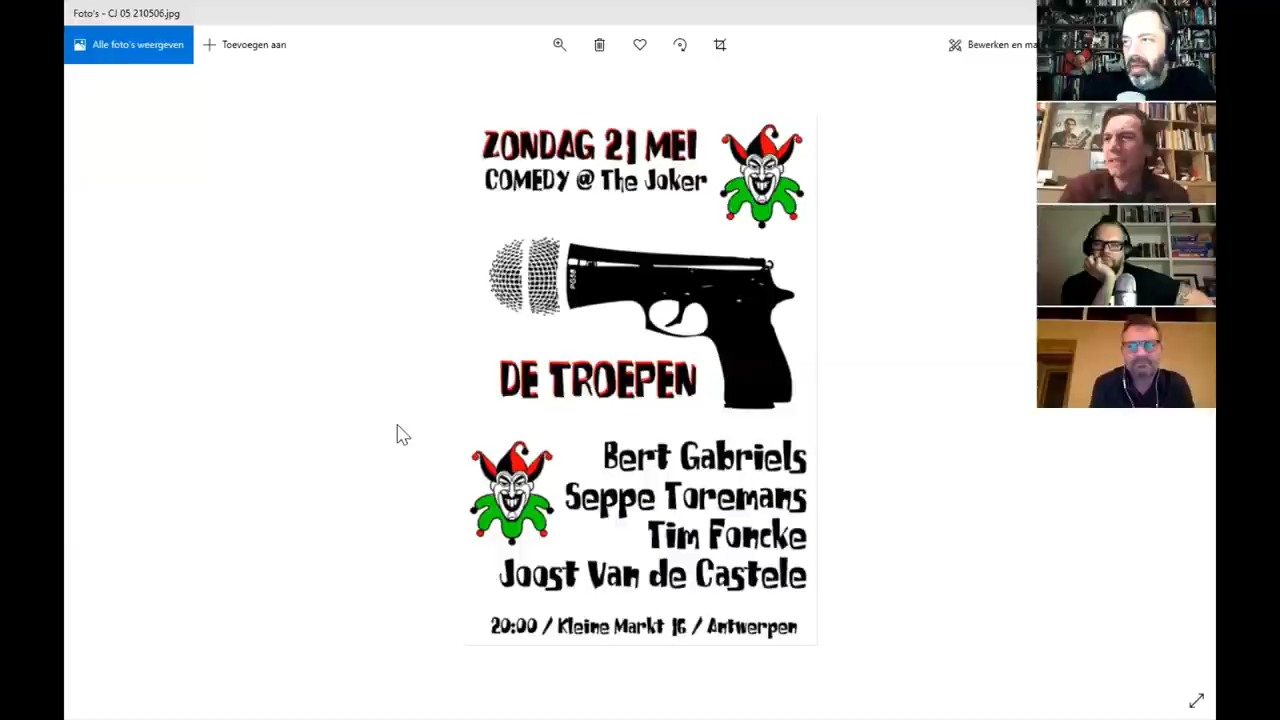 Foto's - CJ 05 210506.jpg
Alle foto's weergeven
Toevoegen aan
Bewerken en ma
ZONDAG 21 MEI
COMEDY @ The Joker
PG58
DE TROEPEN
Bert Gabriels
Seppe Toremans
Tim Foncke
Joost Van de Castele
20:00 / Kleine Markt 16 / Antwerpen